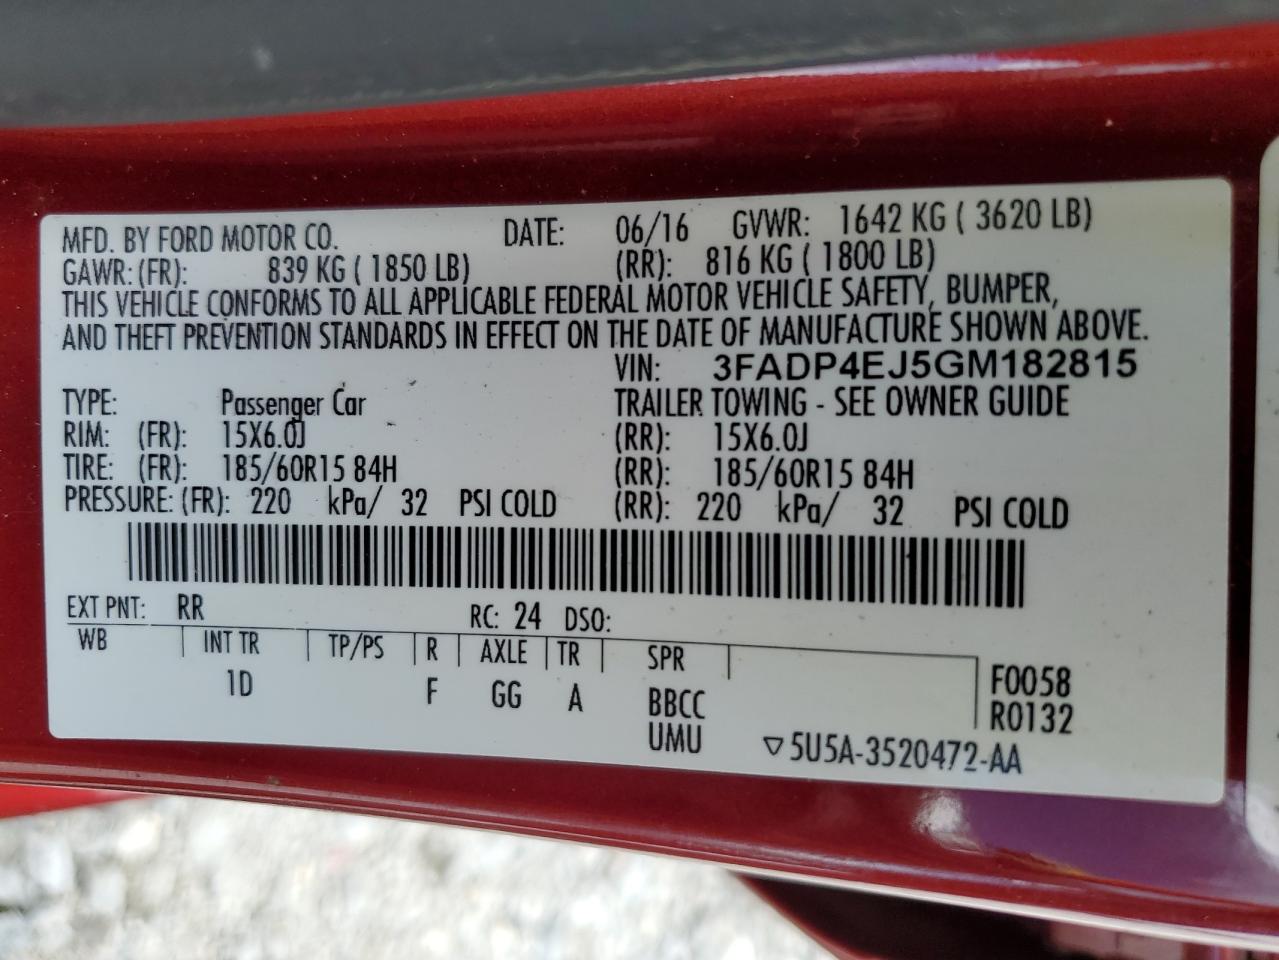 MFD. BY FORD MOTOR CO. DATE: 06/16 GVWR: 1642 KG ( 3620 LB)
GAWR: (FR): 839 KG ( 1850 LB) (RR): 816 KG ( 1800 LB)
THIS VEHICLE CONFORMS TO ALL APPLICABLE FEDERAL MOTOR VEHICLE SAFETY, BUMPER,
AND THEFT PREVENTION STANDARDS IN EFFECT ON THE DATE OF MANUFACTURE SHOWN ABOVE.
VIN: 3FADP4EJ5GM182815
TYPE: Passenger Car TRAILER TOWING - SEE OWNER GUIDE
RIM: (FR): 15X6.0J (RR): 15X6.0J
TIRE: (FR): 185/60R15 84H (RR): 185/60R15 84H
PRESSURE: (FR): 220 kPa/ 32 PSI COLD (RR): 220 kPa/ 32 PSI COLD
EXT PNT: RR RC: 24 DSO:
WB INT TR TP/PS R AXLE TR SPR
1D F GG A BBCC F0058
UMU R0132
▽5U5A-3520472-AA